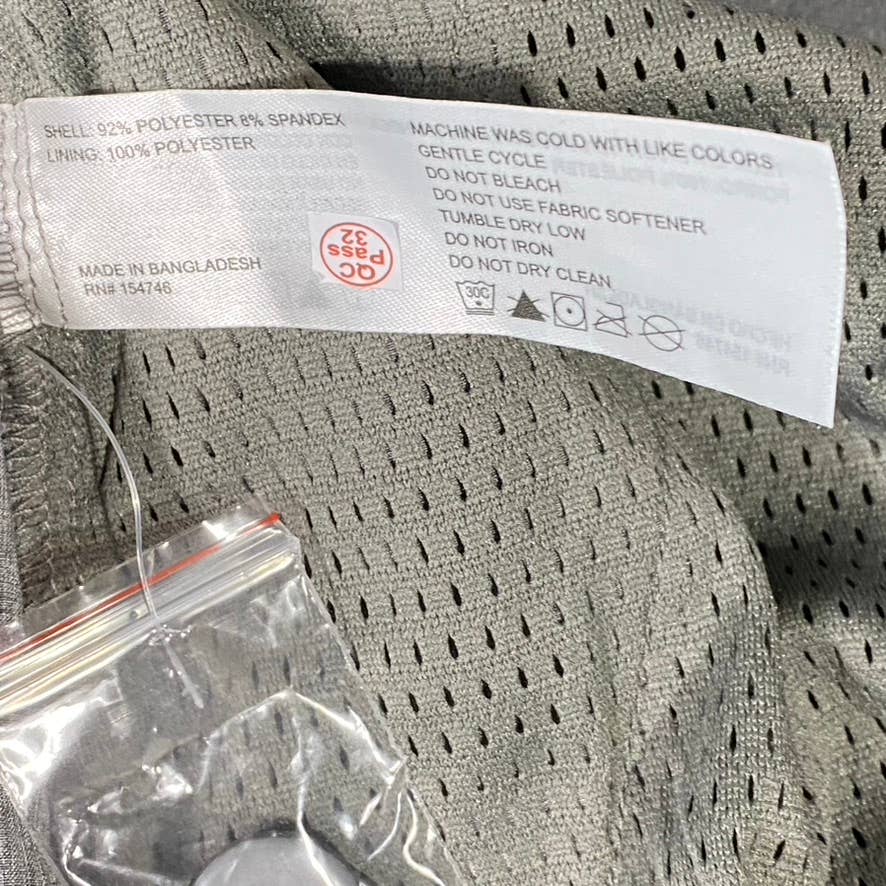 SHELL: 92% POLYESTER 8% SPANDEX
LINING: 100% POLYESTER
MADE IN BANGLADESH
RN# 154746
QC
Pass
32
MACHINE WAS COLD WITH LIKE COLORS
GENTLE CYCLE
DO NOT BLEACH
DO NOT USE FABRIC SOFTENER
TUMBLE DRY LOW
DO NOT IRON
DO NOT DRY CLEAN
30C